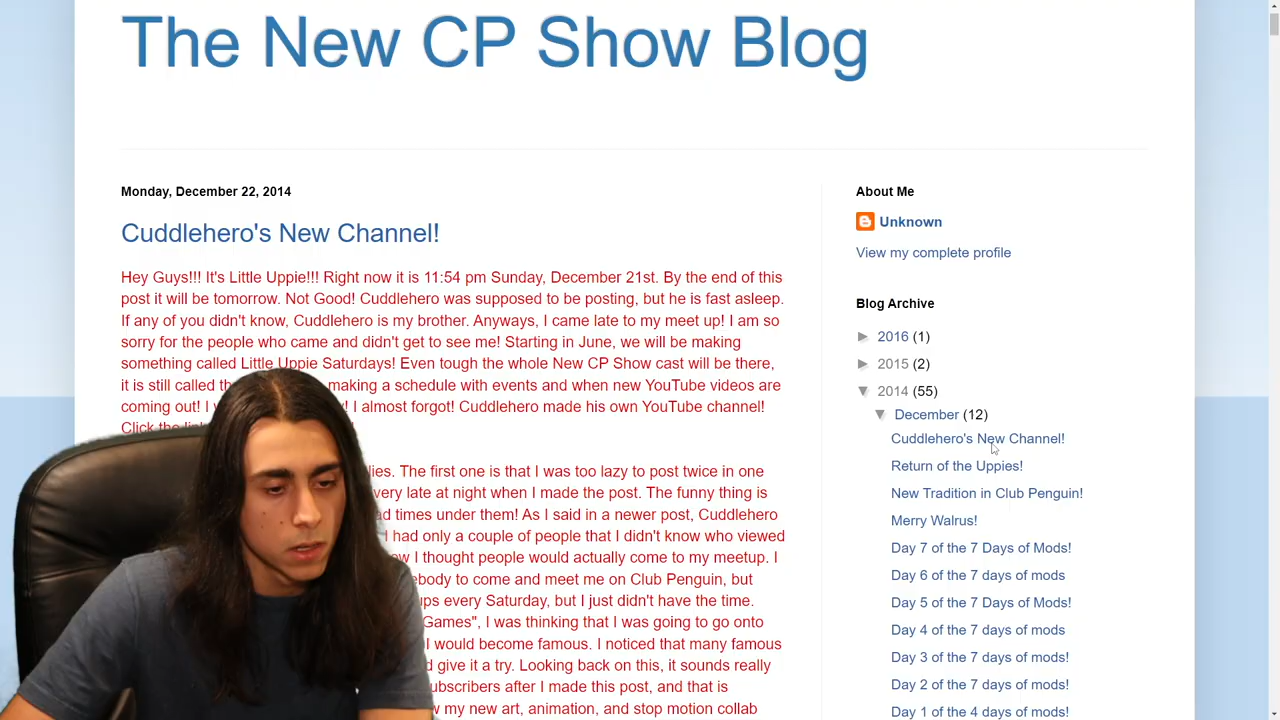 The New CP Show Blog
Monday, December 22, 2014
Cuddlehero's New Channel!
Hey Guys!!! It's Little Uppie!!! Right now it is 11:54 pm Sunday, December 21st. By the end of this
post it will be tomorrow. Not Good! Cuddlehero was supposed to be posting, but he is fast asleep.
If any of you didn't know, Cuddlehero is my brother. Anyways, I came late to my meet up! I am so
sorry for the people who came and didn't get to see me! Starting in June, we will be making
something called Little Uppie Saturdays! Even tough the whole New CP Show cast will be there,
it is still called th making a schedule with events and when new YouTube videos are
coming out! I w y! I almost forgot! Cuddlehero made his own YouTube channel!
Click the lin
lies. The first one is that I was too lazy to post twice in one
very late at night when I made the post. The funny thing is
ad times under them! As I said in a newer post, Cuddlehero
I had only a couple of people that I didn't know who viewed
ow I thought people would actually come to my meetup. I
ebody to come and meet me on Club Penguin, but
ups every Saturday, but I just didn't have the time.
Games", I was thinking that I was going to go onto
I would become famous. I noticed that many famous
d give it a try. Looking back on this, it sounds really
ubscribers after I made this post, and that is
w my new art, animation, and stop motion collab
About Me
Unknown
View my complete profile
Blog Archive
► 2016 (1)
► 2015 (2)
▼ 2014 (55)
▼ December (12)
Cuddlehero's New Channel!
Return of the Uppies!
New Tradition in Club Penguin!
Merry Walrus!
Day 7 of the 7 Days of Mods!
Day 6 of the 7 days of mods
Day 5 of the 7 Days of Mods!
Day 4 of the 7 days of mods
Day 3 of the 7 days of mods!
Day 2 of the 7 days of mods!
Day 1 of the 4 days of mods!